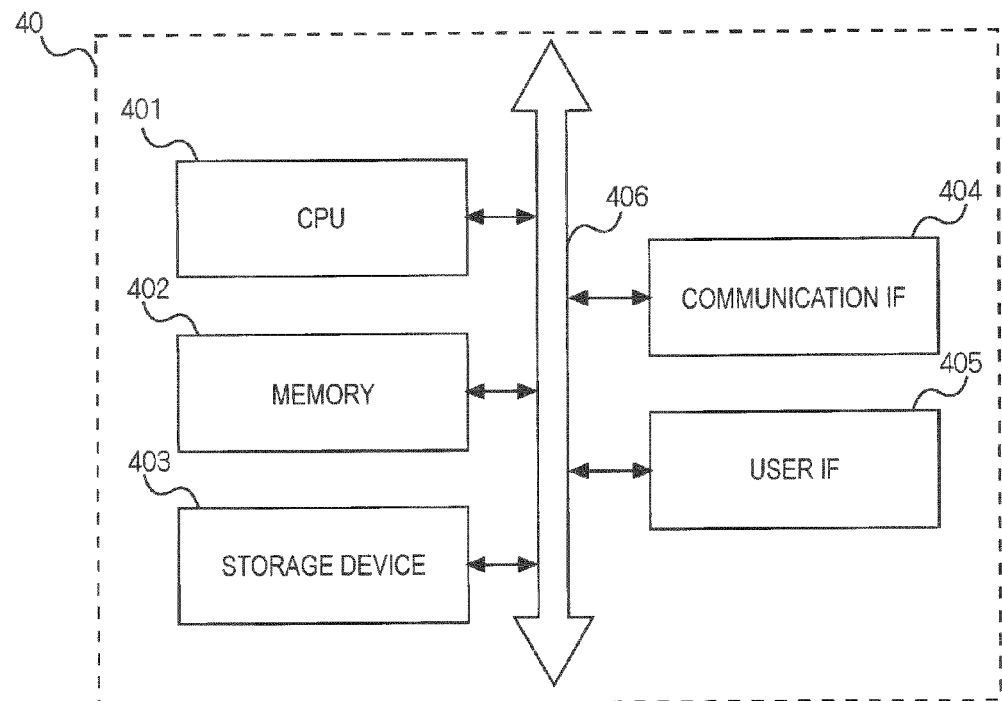 40
401
CPU
406
404
COMMUNICATION IF
402
MEMORY
405
USER IF
403
STORAGE DEVICE